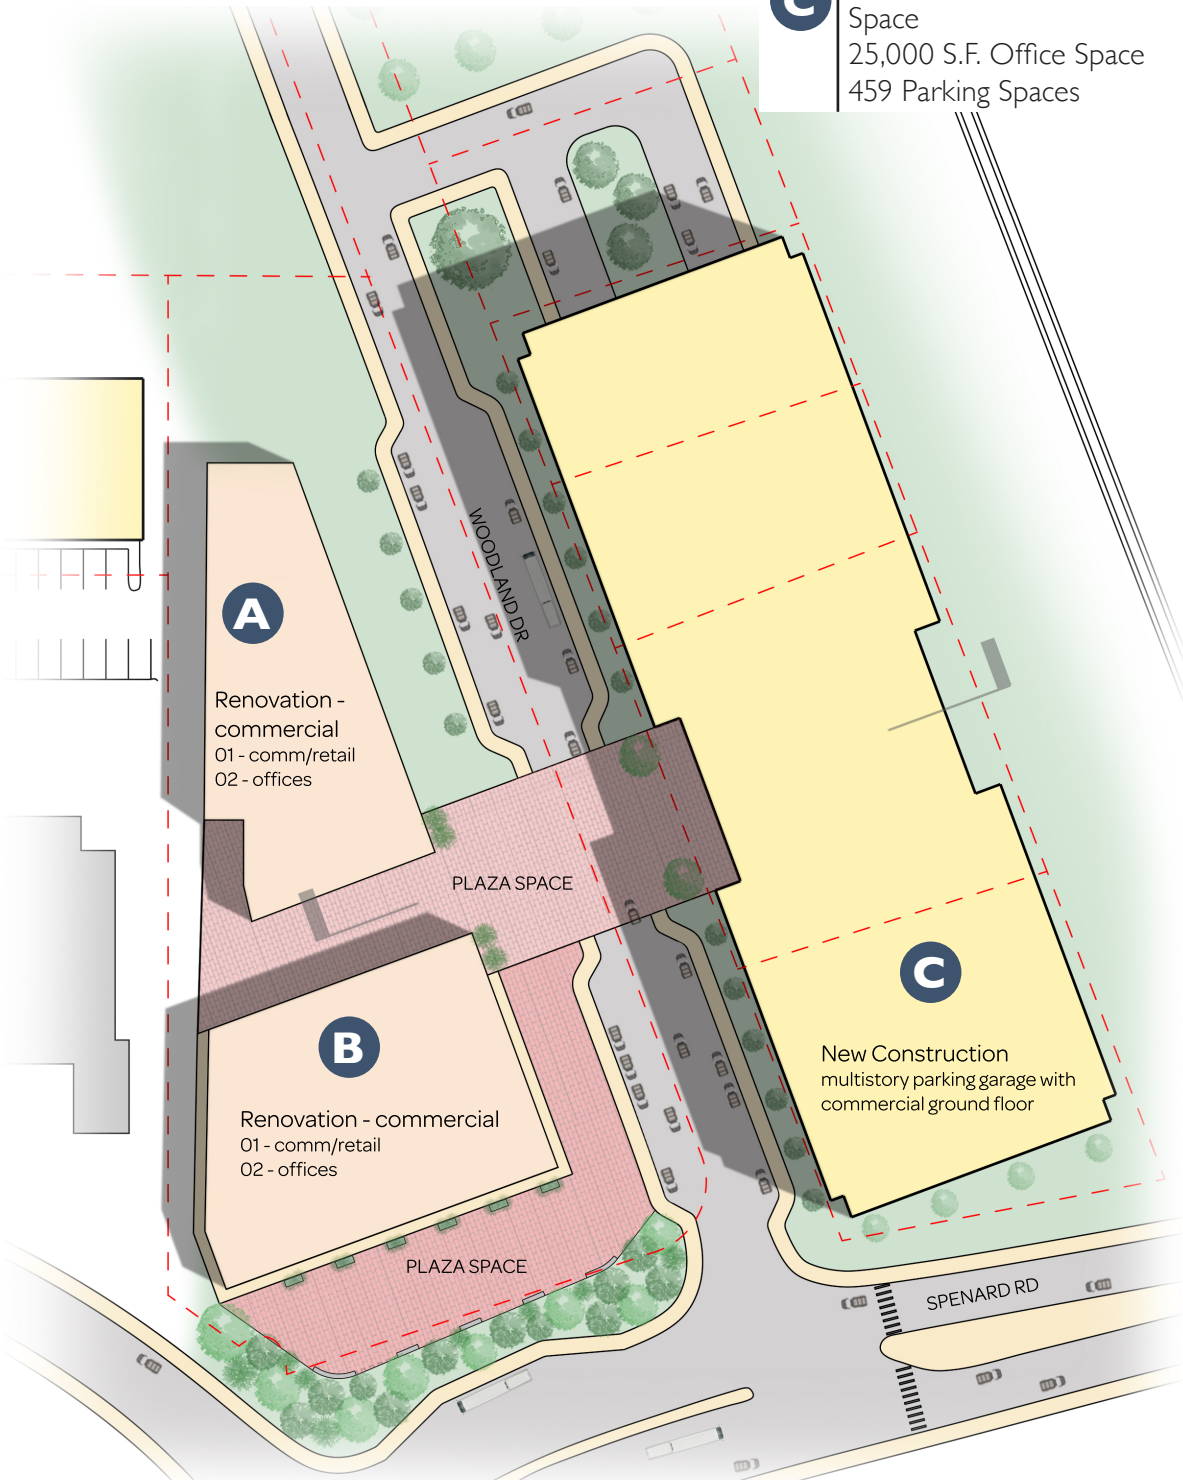 C
Space
25,000 S.F. Office Space
459 Parking Spaces
WOODLAND DR
A
Renovation -
commercial
01 - comm/retail
02 - offices
PLAZA SPACE
C
New Construction
multistory parking garage with
commercial ground floor
B
Renovation - commercial
01 - comm/retail
02 - offices
PLAZA SPACE
SPENARD RD